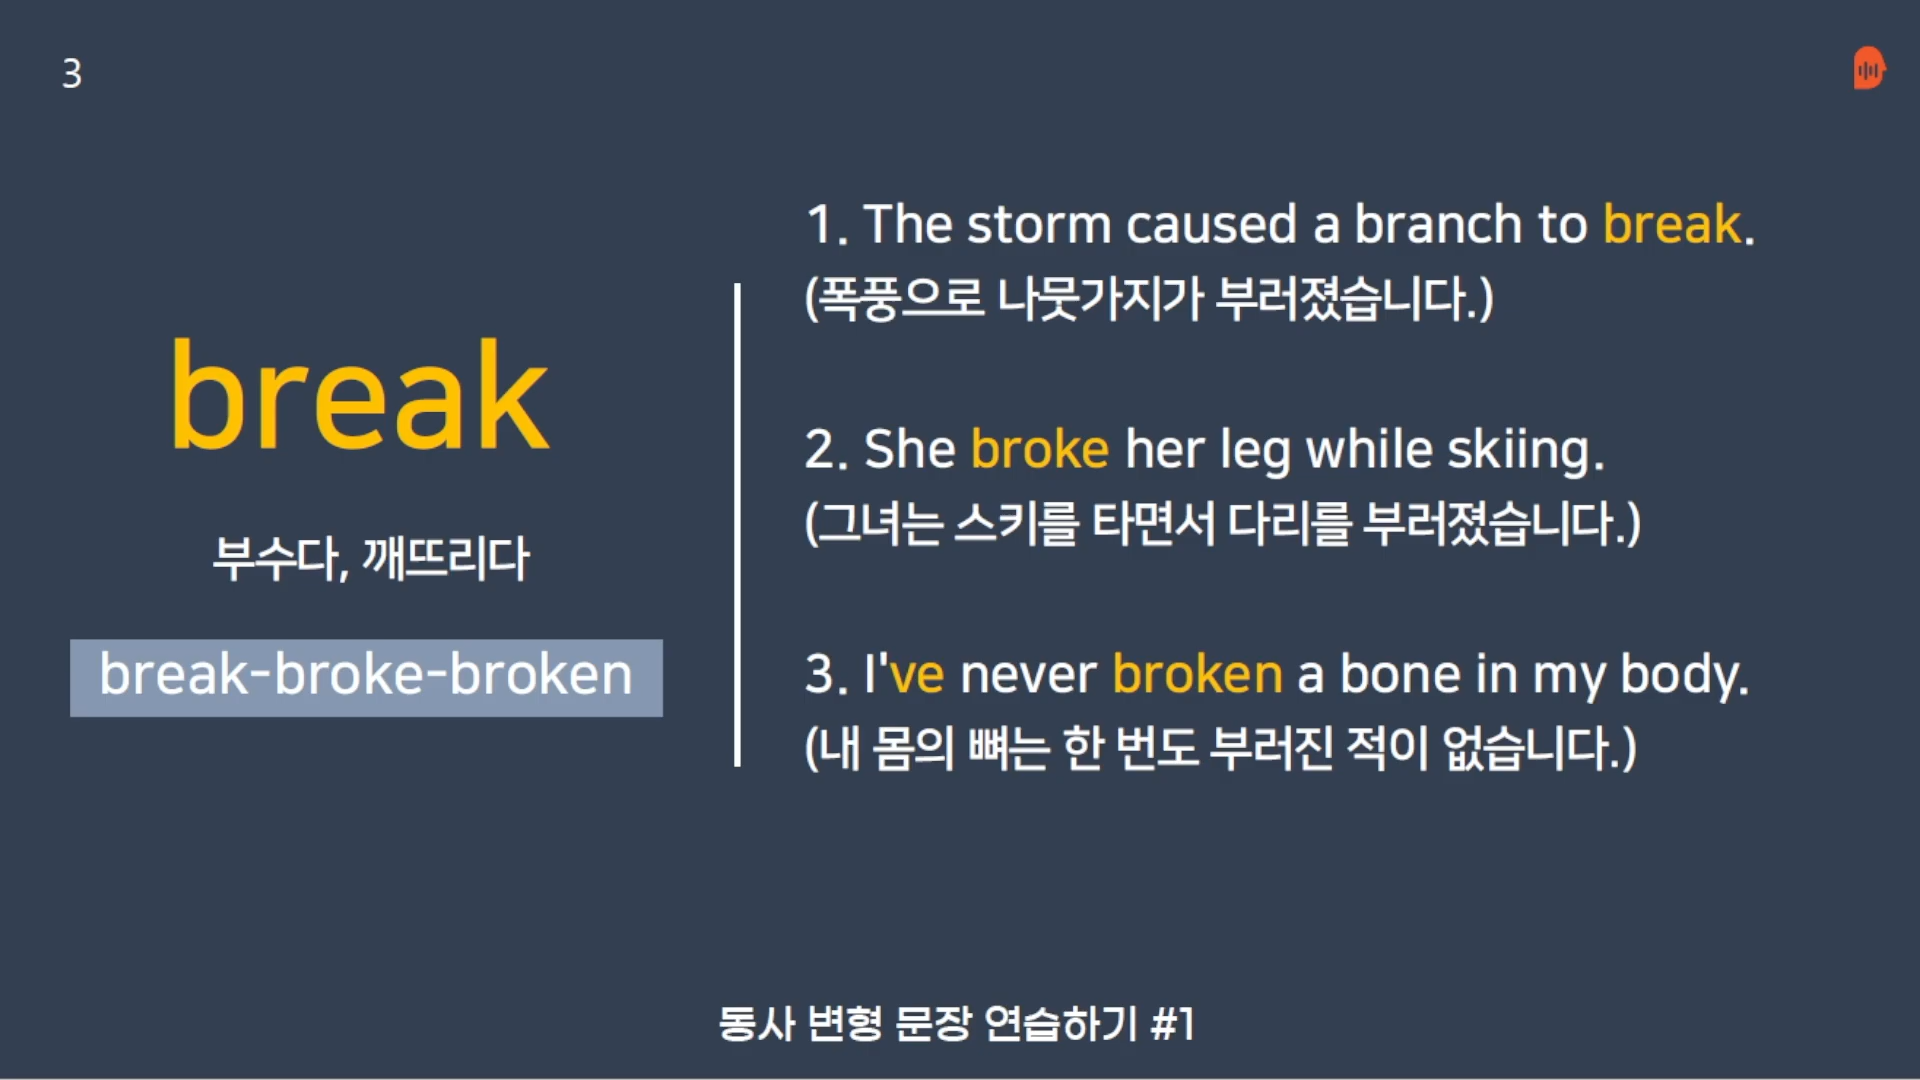 3
break
부수다, 깨뜨리다
break-broke-broken
1. The storm caused a branch to break.
(폭풍으로 나뭇가지가 부러졌습니다.)
2. She broke her leg while skiing.
(그녀는 스키를 타면서 다리를 부러졌습니다.)
3. I've never broken a bone in my body.
(내 몸의 뼈는 한 번도 부러진 적이 없습니다.)
동사 변형 문장 연습하기 #1